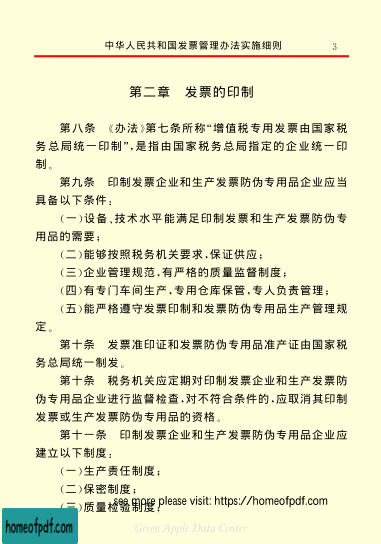 中华人民共和国发票管理办法实施细则 3
第二章 发票的印制
第八条 《办法》第七条所称“增值税专用发票由国家税
务总局统一印制”,是指由国家税务总局指定的企业统一印
制。
第九条 印制发票企业和生产发票防伪专用品企业应当
具备以下条件:
(一)设备、技术水平能满足印制发票和生产发票防伪专
用品的需要;
(二)能够按照税务机关要求,保证供应;
(三)企业管理规范,有严格的质量监督制度;
(四)有专门车间生产,专用仓库保管,专人负责管理;
(五)能严格遵守发票印制和发票防伪专用品生产管理规
定。
第十条 发票准印证和发票防伪专用品准产证由国家税
务总局统一制发。
第十条 税务机关应定期对印制发票企业和生产发票防
伪专用品企业进行监督检查,对不符合条件的,应取消其印制
发票或生产发票防伪专用品的资格。
第十一条 印制发票企业和生产发票防伪专用品企业应
建立以下制度:
(一)生产责任制度;
(二)保密制度;
see more please visit: https://homeofpdf.com
(三)质量检验制度;
homeofpdf.com
Green Apple Data Center